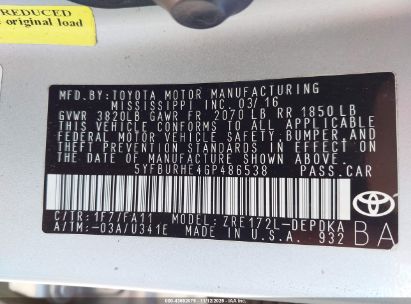 REDUCED
e original load
MFD.BY:TOYOTA MOTOR MANUFACTURING
MISSISSIPPI INC. 03/16
GVWR 3820LB GAWR FR 2070 LB RR 1850LB
THIS VEHICLE CONFORMS TO ALL APPLICABLE
FEDERAL MOTOR VEHICLE SAFETY,BUMPER,AND
THEFT PREVENTION STANDARDS IN EFFECT ON
THE DATE OF MANUFACTURE SHOWN ABOVE.
5YFBURHE4GP486538 PASS.CAR
C/TR:1F7/FA11 MODEL:ZRE172L-DEPDKA
A/TM:-03A/U341E MADE IN U.S.A. 932
TOYOTA
BA